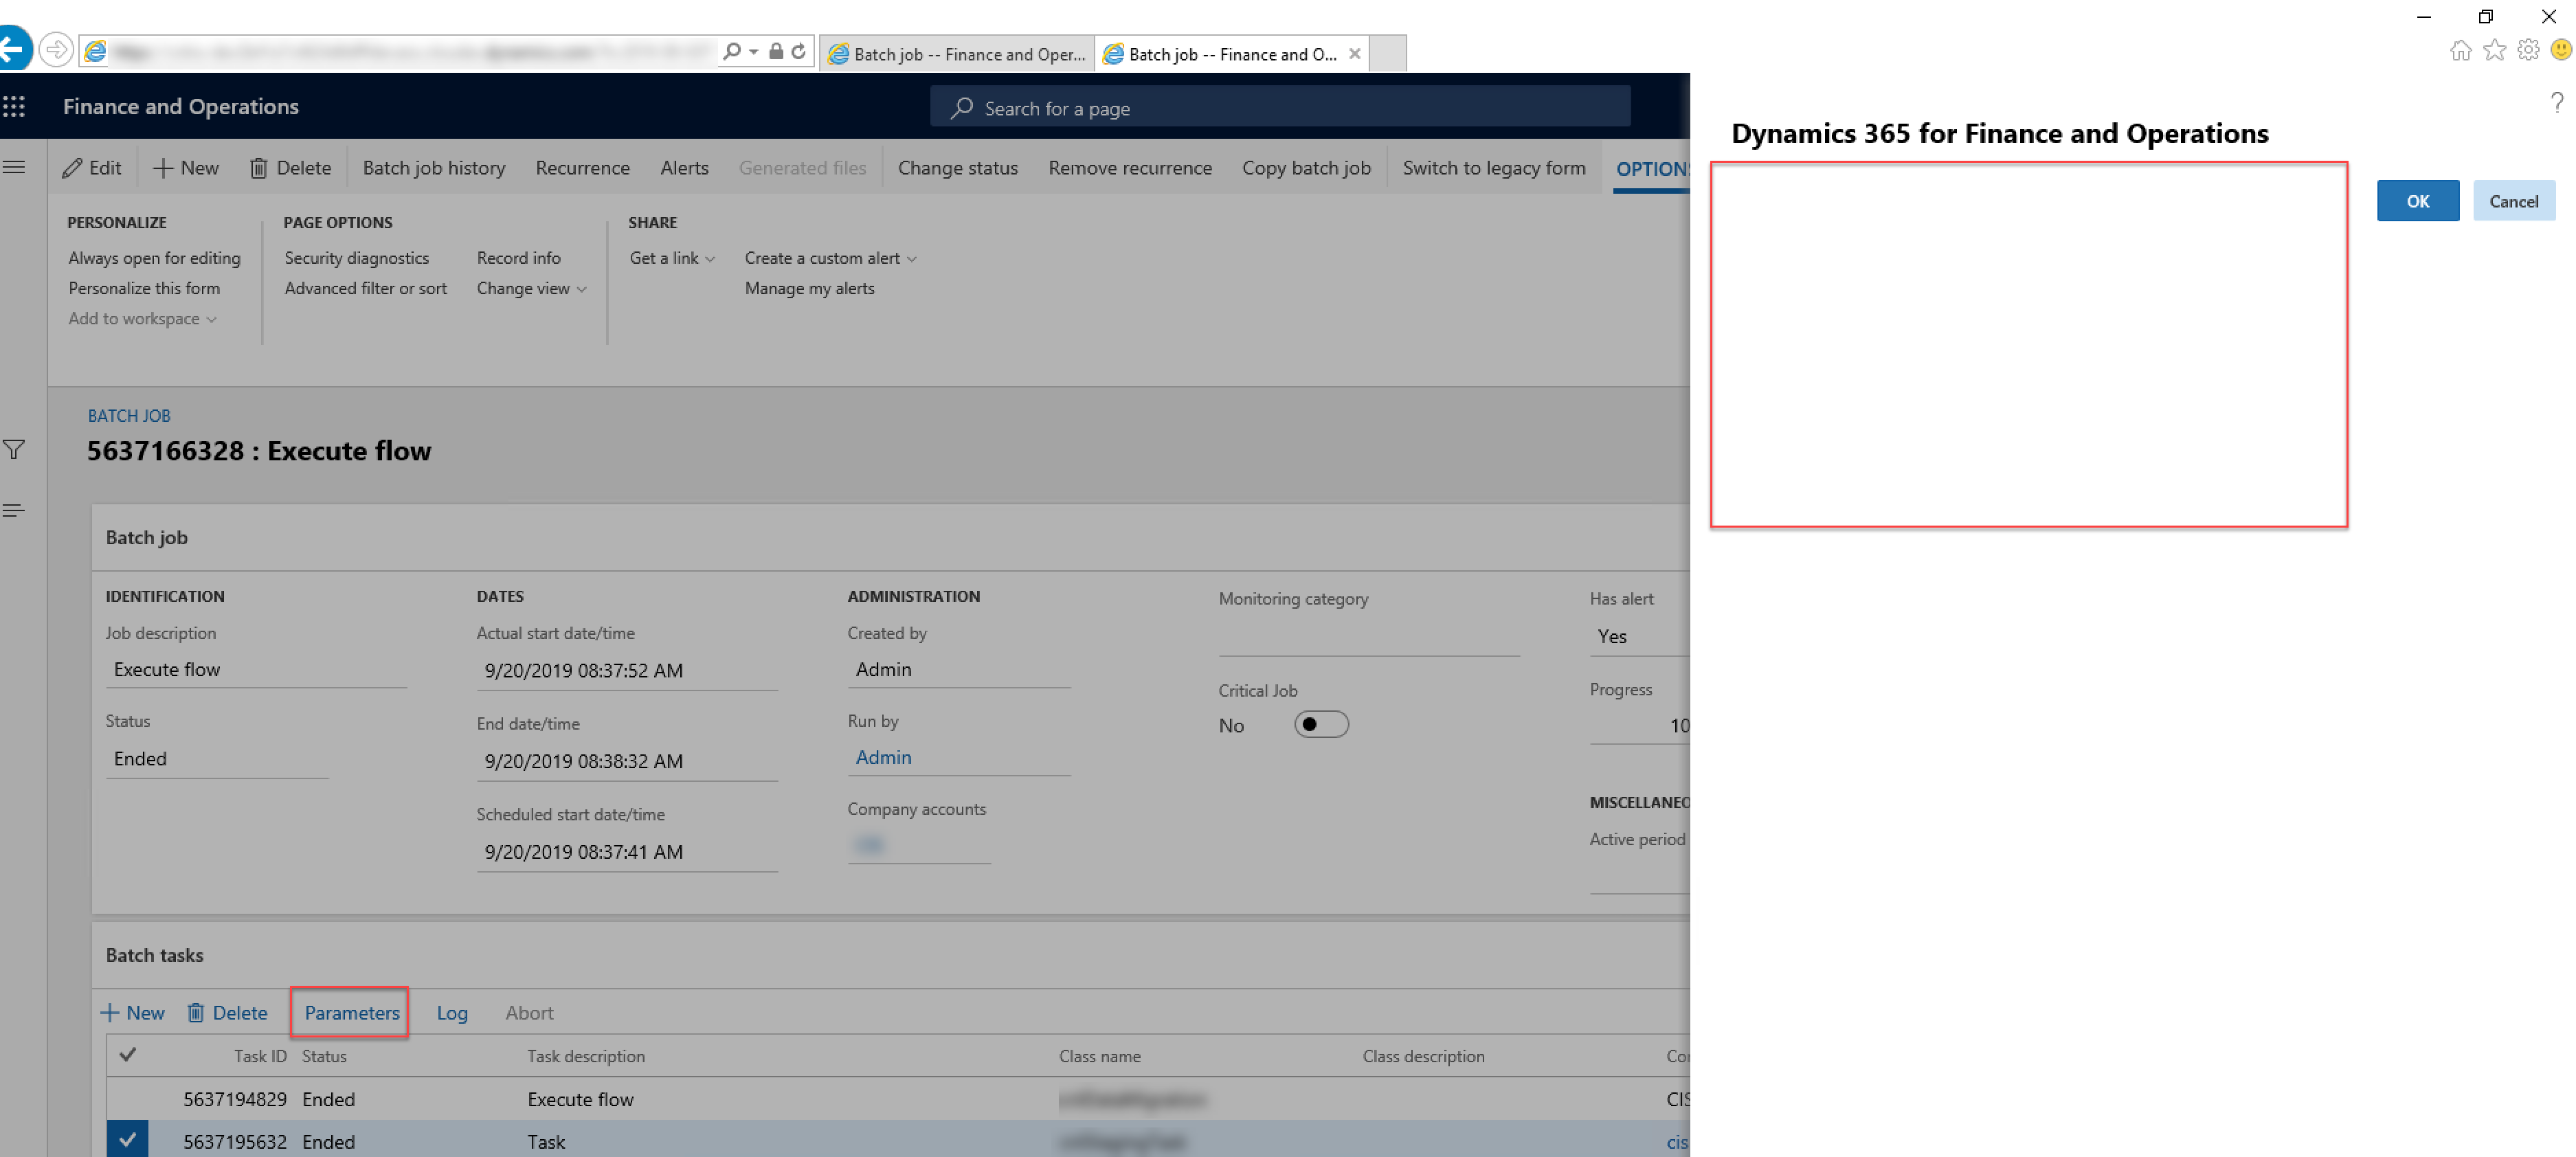 Batch job -- Finance and Oper...
Batch job -- Finance and O...
Finance and Operations
Search for a page
Edit
New
Delete
Batch job history
Recurrence
Alerts
Generated files
Change status
Remove recurrence
Copy batch job
Switch to legacy form
OPTIONS
PERSONALIZE
Always open for editing
Personalize this form
Add to workspace
PAGE OPTIONS
Security diagnostics
Advanced filter or sort
Record info
Change view
SHARE
Get a link
Create a custom alert
Manage my alerts
?
Dynamics 365 for Finance and Operations
OK
Cancel
BATCH JOB
5637166328 : Execute flow
Batch job
IDENTIFICATION
Job description
Execute flow
Status
Ended
DATES
Actual start date/time
9/20/2019 08:37:52 AM
End date/time
9/20/2019 08:38:32 AM
Scheduled start date/time
9/20/2019 08:37:41 AM
ADMINISTRATION
Created by
Admin
Run by
Admin
Company accounts
Monitoring category
Critical Job
No
Has alert
Yes
Progress
10
MISCELLANEO
Active period
Batch tasks
New
Delete
Parameters
Log
Abort
Task ID
Status
Task description
Class name
Class description
Co
5637194829
Ended
Execute flow
CIS
5637195632
Ended
Task
cis